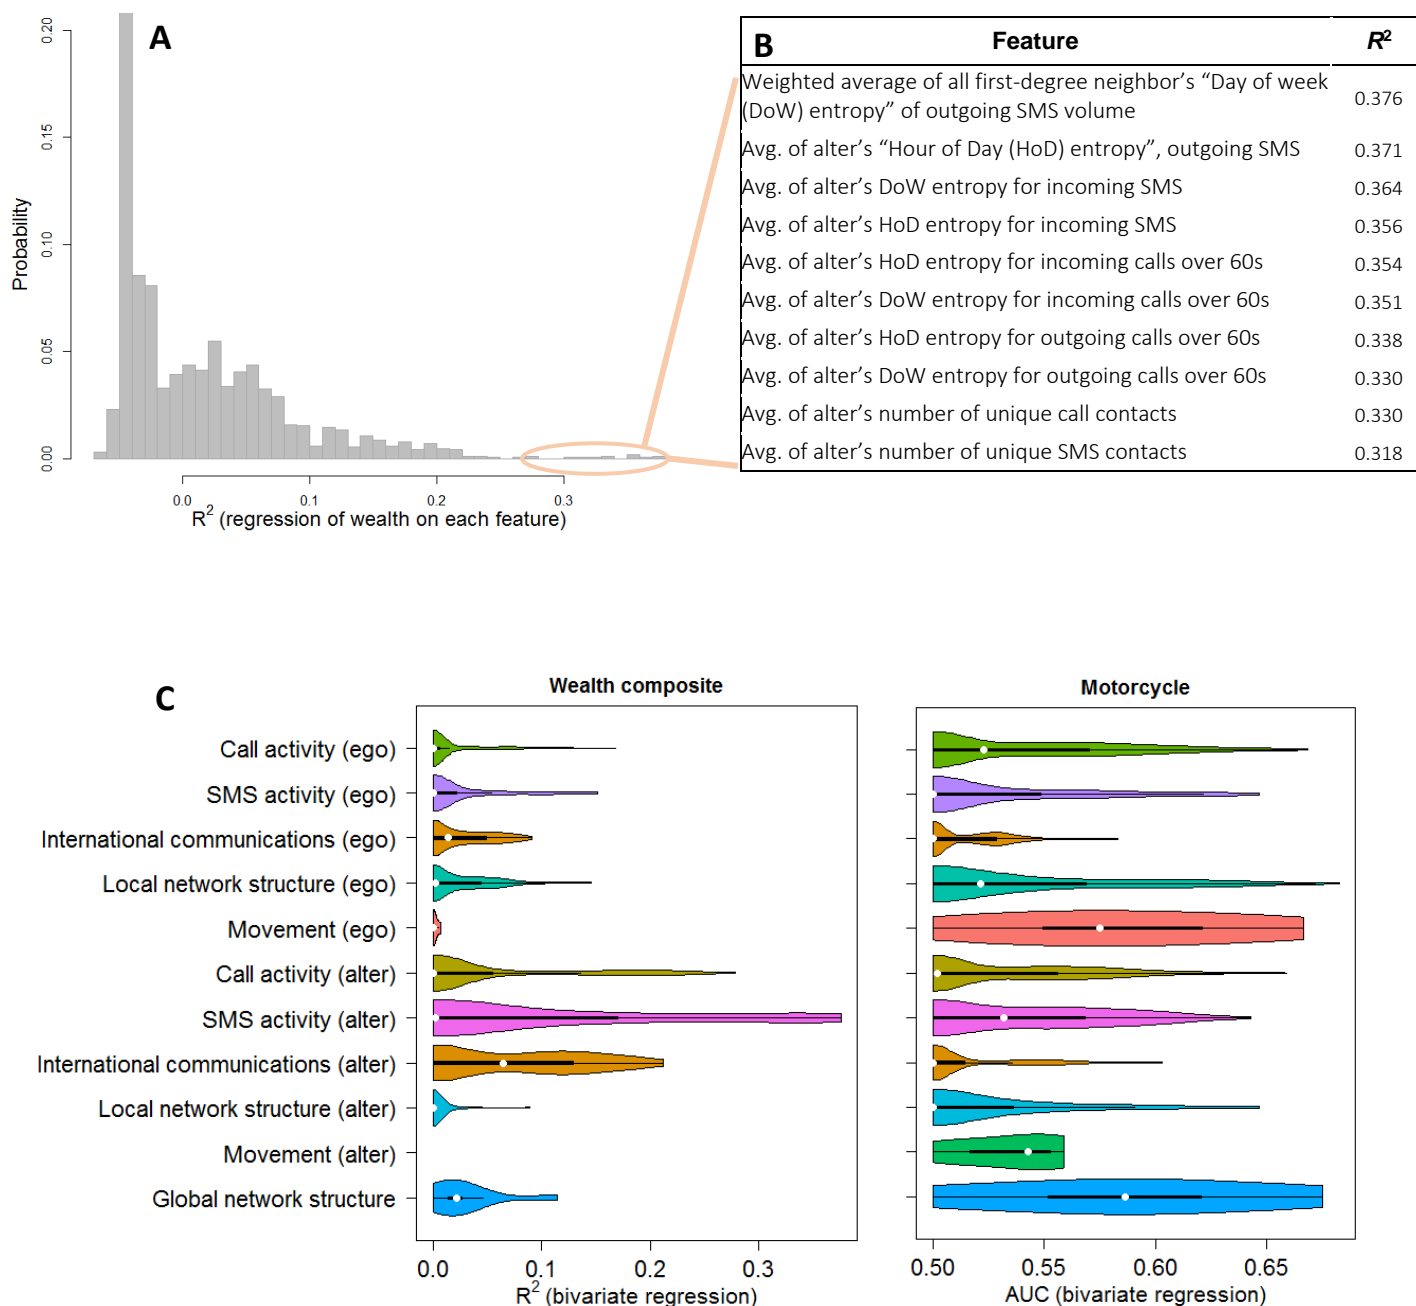 A
0.20
0.15
0.10
0.05
0.00
Probability
0.0 0.1 0.2 0.3
R² (regression of wealth on each feature)
B Feature R²
Weighted average of all first-degree neighbor’s “Day of week
(DoW) entropy” of outgoing SMS volume 0.376
Avg. of alter’s “Hour of Day (HoD) entropy”, outgoing SMS 0.371
Avg. of alter’s DoW entropy for incoming SMS 0.364
Avg. of alter’s HoD entropy for incoming SMS 0.356
Avg. of alter’s HoD entropy for incoming calls over 60s 0.354
Avg. of alter’s DoW entropy for incoming calls over 60s 0.351
Avg. of alter’s HoD entropy for outgoing calls over 60s 0.338
Avg. of alter’s DoW entropy for outgoing calls over 60s 0.330
Avg. of alter’s number of unique call contacts 0.330
Avg. of alter’s number of unique SMS contacts 0.318
C
Wealth composite
Motorcycle
Call activity (ego)
SMS activity (ego)
International communications (ego)
Local network structure (ego)
Movement (ego)
Call activity (alter)
SMS activity (alter)
International communications (alter)
Local network structure (alter)
Movement (alter)
Global network structure
0.0 0.1 0.2 0.3
R² (bivariate regression)
0.50 0.55 0.60 0.65
AUC (bivariate regression)